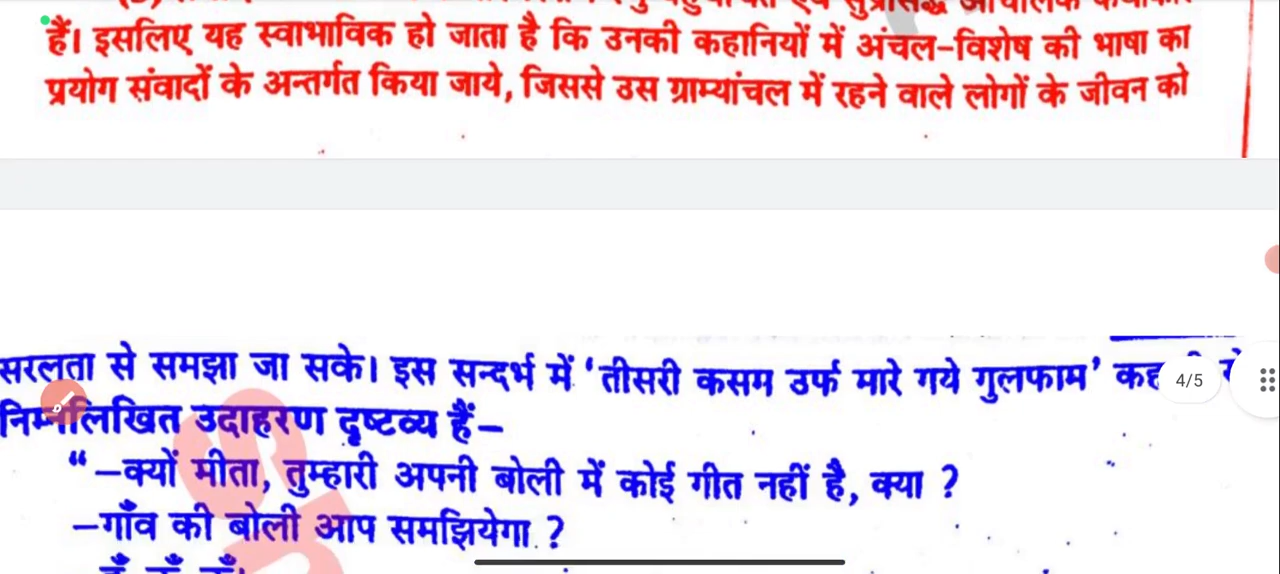 हैं। इसलिए यह स्वाभाविक हो जाता है कि उनकी कहानियों में अंचल-विशेष की भाषा का
प्रयोग संवादों के अन्तर्गत किया जाये, जिससे उस ग्राम्यांचल में रहने वाले लोगों के जीवन को
सरलता से समझा जा सके। इस सन्दर्भ में ‘तीसरी कसम उर्फ मारे गये गुलफाम’
4/5
निम्नलिखित उदाहरण दृष्टव्य हैं–
“–क्यों मीता, तुम्हारी अपनी बोली में कोई गीत नहीं है, क्या ?
–गाँव की बोली आप समझियेगा ?